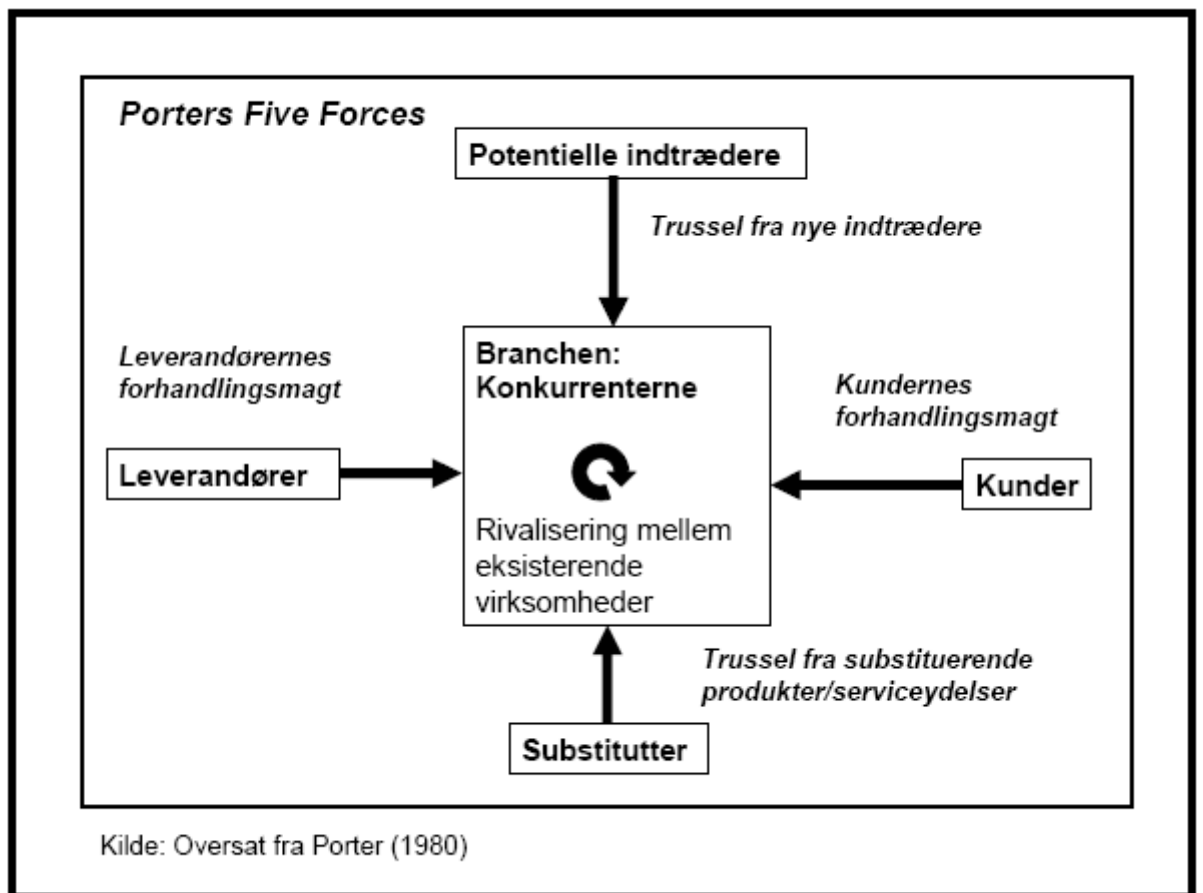 Porters Five Forces
Potentielle indtrædere
Trussel fra nye indtrædere
Leverandørernes
forhandlingsmagt
Leverandører
Branchen:
Konkurrenterne
Rivalisering mellem
eksisterende
virksomheder
Kundernes
forhandlingsmagt
Kunder
Trussel fra substituerende
produkter/serviceydelser
Substitutter
Kilde: Oversat fra Porter (1980)